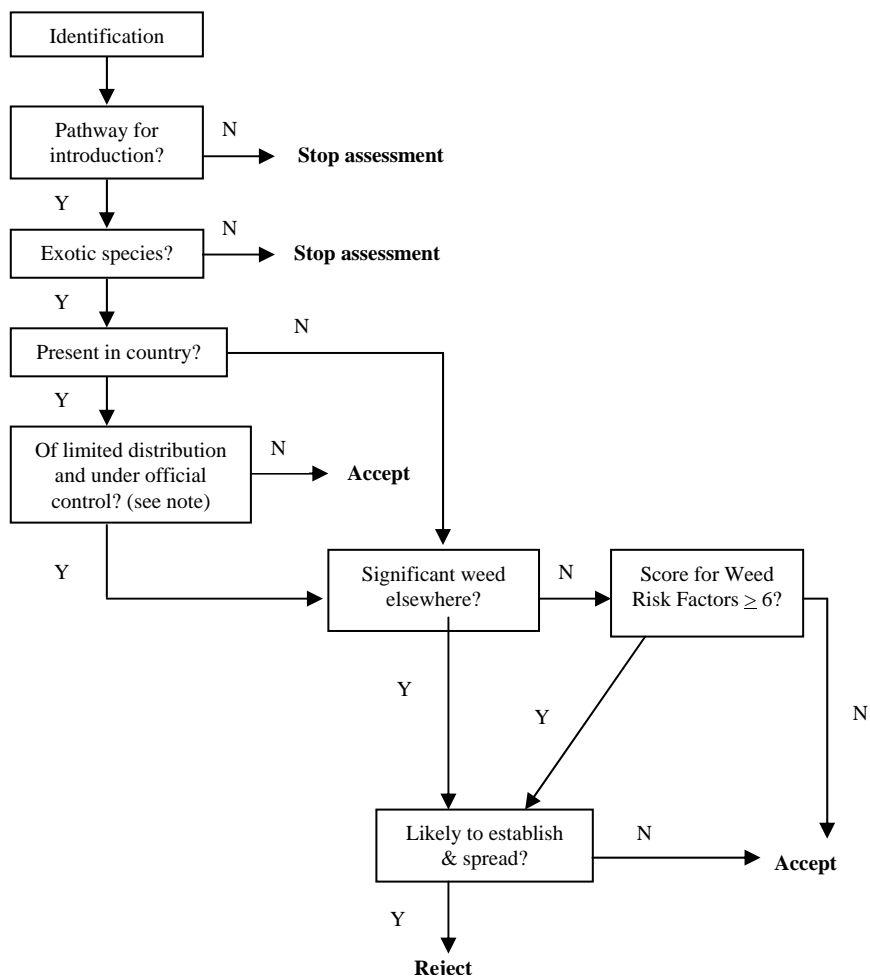 Identification
Pathway for
introduction?
N
Stop assessment
Y
Exotic species?
N
Stop assessment
Y
Present in country?
N
Y
Of limited distribution
and under official
control? (see note)
N
Accept
Y
Significant weed
elsewhere?
N
Score for Weed
Risk Factors ≥ 6?
Y
Y
N
Likely to establish
& spread?
N
Accept
Y
Reject